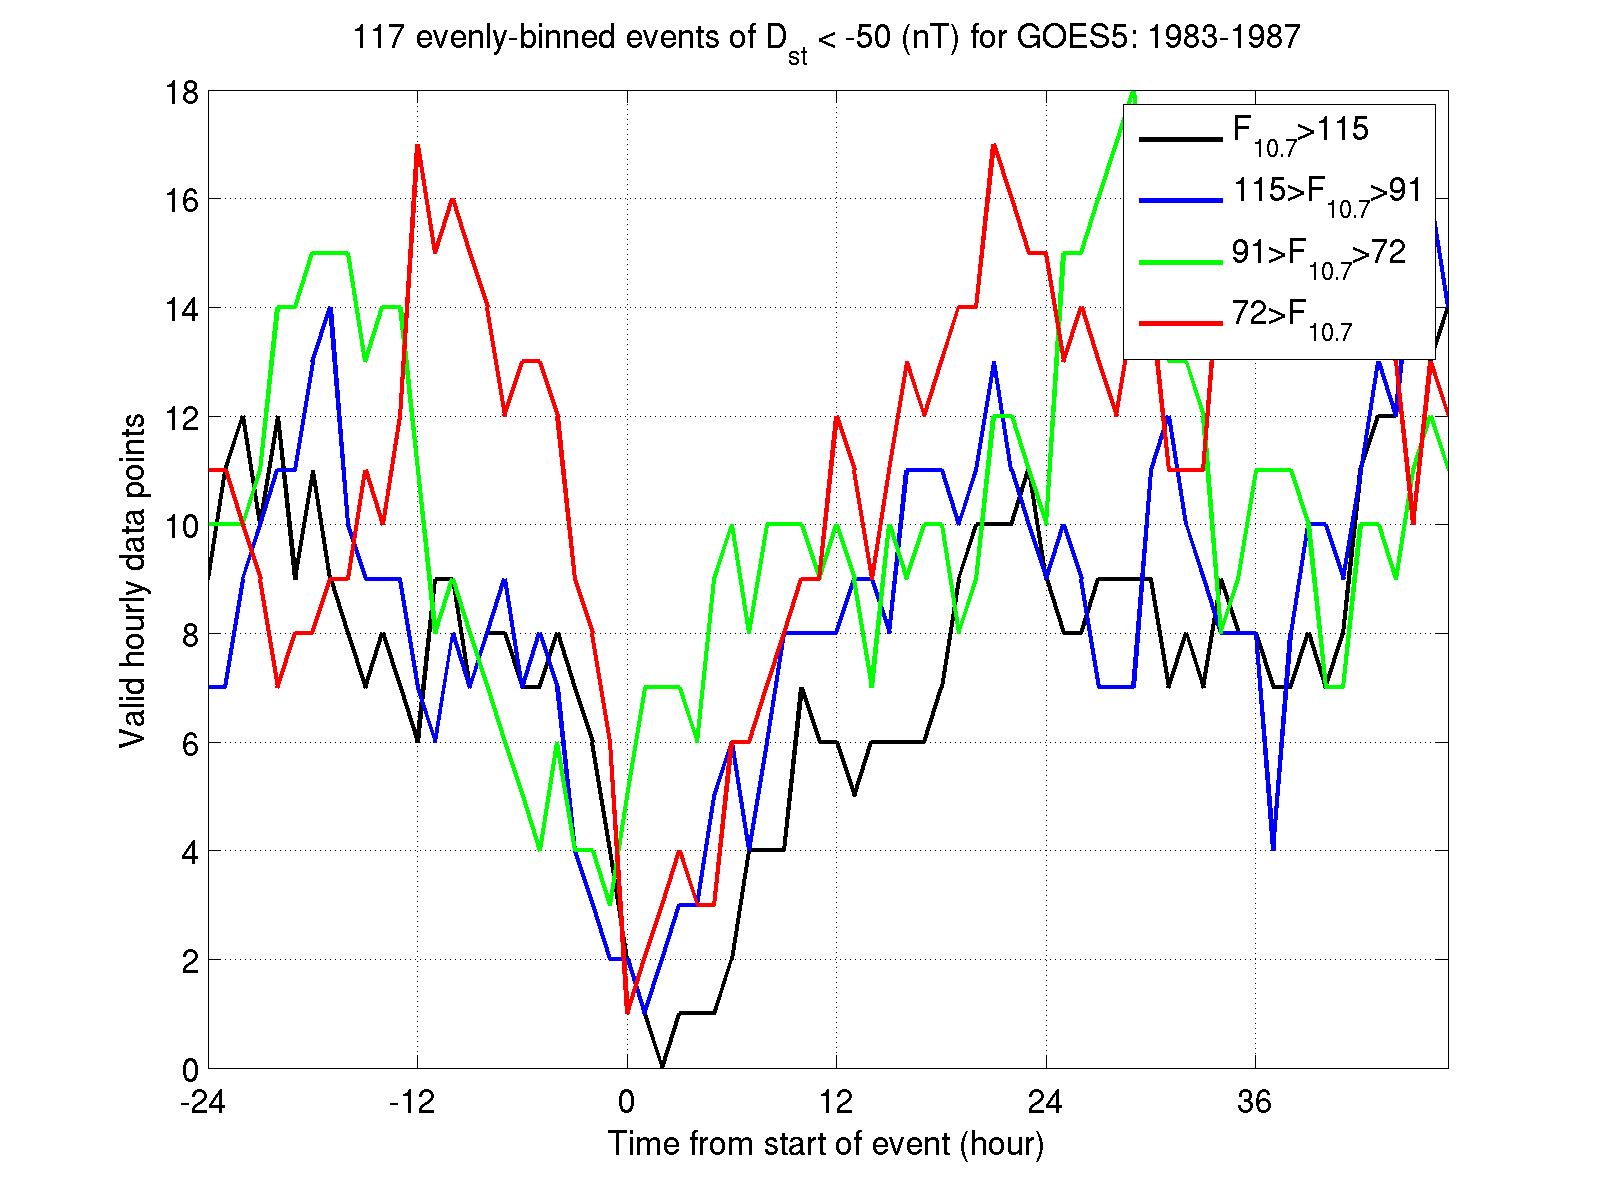 117 evenly-binned events of Dst < -50 (nT) for GOES5: 1983-1987
18
16
14
12
10
8
6
4
2
0
Valid hourly data points
F10.7>115
115>F10.7>91
91>F10.7>72
72>F10.7
-24 -12 0 12 24 36
Time from start of event (hour)